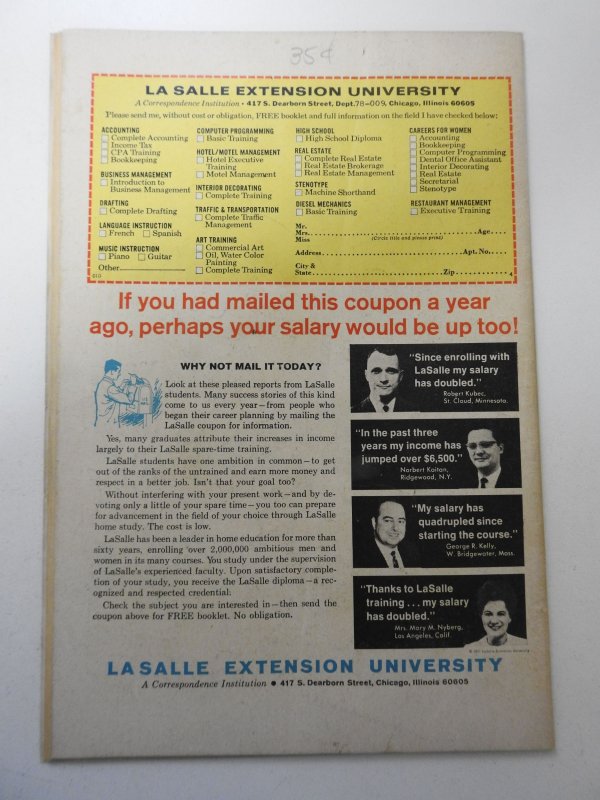 35¢
LA SALLE EXTENSION UNIVERSITY
A Correspondence Institution • 417 S. Dearborn Street, Dept. 78-009, Chicago, Illinois 60605
Please send me, without cost or obligation, FREE booklet and full information on the field I have checked below:
ACCOUNTING
Complete Accounting
Income Tax
CPA Training
Bookkeeping
BUSINESS MANAGEMENT
Introduction to
Business Management
DRAFTING
Complete Drafting
LANGUAGE INSTRUCTION
French Spanish
MUSIC INSTRUCTION
Piano Guitar
Other
010
COMPUTER PROGRAMMING
Basic Training
HOTEL/MOTEL MANAGEMENT
Hotel Executive
Training
Motel Management
INTERIOR DECORATING
Complete Training
TRAFFIC & TRANSPORTATION
Complete Traffic
Management
ART TRAINING
Commercial Art
Oil, Water Color
Painting
Complete Training
HIGH SCHOOL
High School Diploma
REAL ESTATE
Complete Real Estate
Real Estate Brokerage
Real Estate Management
STENOTYPE
Machine Shorthand
DIESEL MECHANICS
Basic Training
CAREERS FOR WOMEN
Accounting
Bookkeeping
Computer Programming
Dental Office Assistant
Interior Decorating
Real Estate
Secretarial
Stenotype
RESTAURANT MANAGEMENT
Executive Training
Mr.
Mrs. Age
Miss (Circle title and please print)
Address Apt. No.
City &
State Zip
If you had mailed this coupon a year
ago, perhaps your salary would be up too!
WHY NOT MAIL IT TODAY?
Look at these pleased reports from LaSalle
students. Many success stories of this kind
come to us every year—from people who
began their career planning by mailing the
LaSalle coupon for information.
Yes, many graduates attribute their increases in income
largely to their LaSalle spare-time training.
LaSalle students have one ambition in common—to get
out of the ranks of the untrained and earn more money and
respect in a better job. Isn't that your goal too?
Without interfering with your present work—and by de-
voting only a little of your spare time—you too can prepare
for advancement in the field of your choice through LaSalle
home study. The cost is low.
LaSalle has been a leader in home education for more than
sixty years, enrolling over 2,000,000 ambitious men and
women in its many courses. You study under the supervision
of LaSalle's experienced faculty. Upon satisfactory comple-
tion of your study, you receive the LaSalle diploma—a rec-
ognized and respected credential.
Check the subject you are interested in—then send the
coupon above for FREE booklet. No obligation.
"Since enrolling with
LaSalle my salary
has doubled."
Robert Kubec,
St. Cloud, Minnesota.
"In the past three
years my income has
jumped over $6,500."
Norbert Kaitan,
Ridgewood, N.Y.
"My salary has
quadrupled since
starting the course."
George R. Kelly,
W. Bridgewater, Mass.
"Thanks to LaSalle
training . . . my salary
has doubled."
Mrs. Mary M. Nyberg,
Los Angeles, Calif.
LASALLE EXTENSION UNIVERSITY
A Correspondence Institution • 417 S. Dearborn Street, Chicago, Illinois 60605